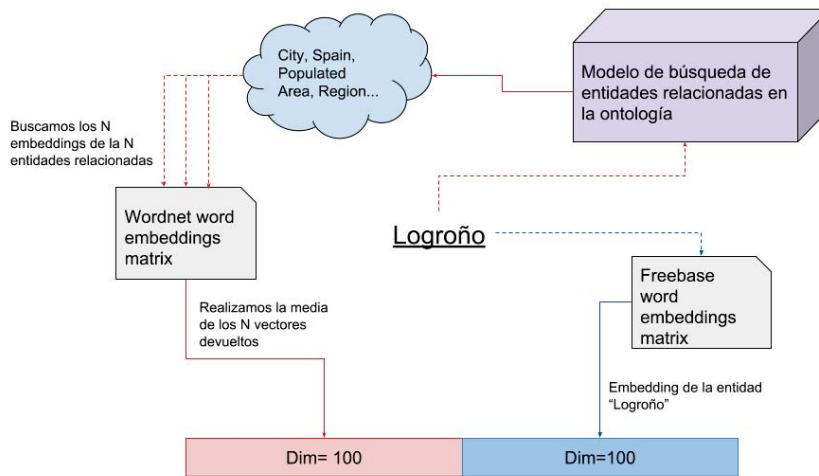 City, Spain,
Populated
Area, Region...
Modelo de búsqueda de
entidades relacionadas en
la ontología
Buscamos los N
embeddings de la N
entidades relacionadas
Wordnet word
embeddings
matrix
Logroño
Freebase
word
embeddings
matrix
Realizamos la media
de los N vectores
devueltos
Embedding de la entidad
“Logroño”
Dim= 100
Dim=100